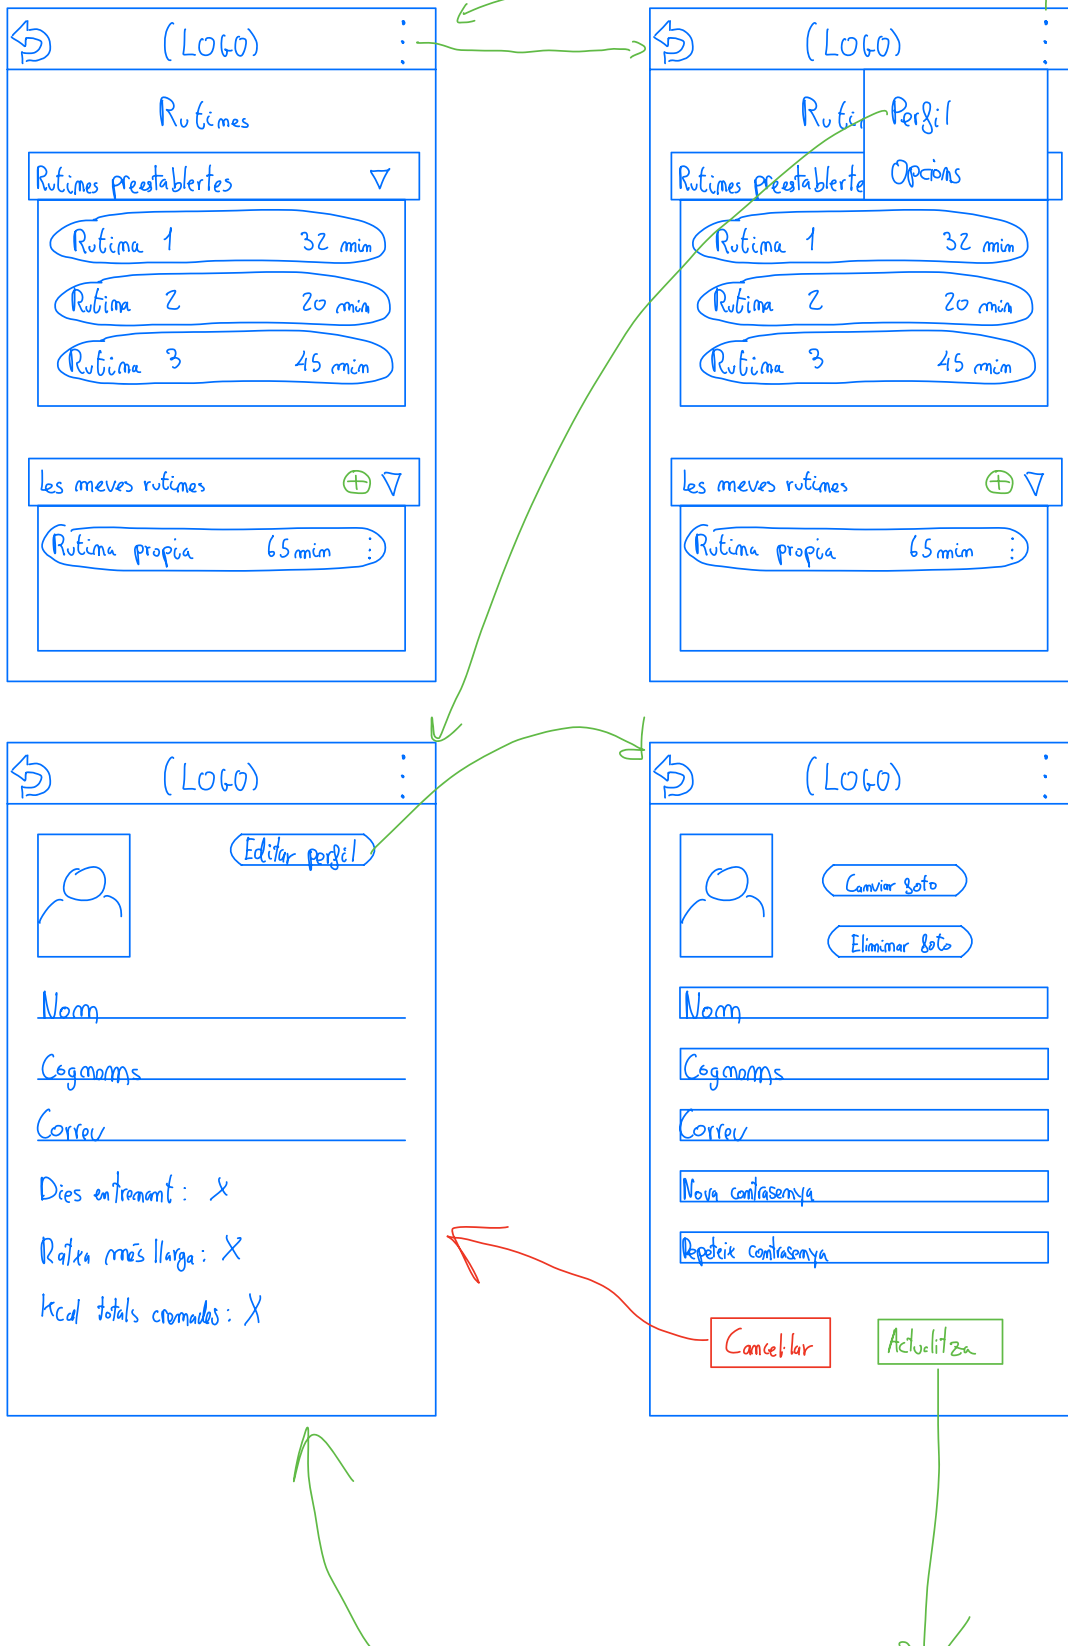 (LOGO)
Rutines
Rutines preestablertes
Rutina 1 32 min
Rutina 2 20 min
Rutina 3 45 min
Les meves rutines
Rutina propia 65 min
(LOGO)
Ruti
Perfil
Opcions
Rutines preestablerte
Rutina 1 32 min
Rutina 2 20 min
Rutina 3 45 min
Les meves rutines
Rutina propia 65 min
(LOGO)
Editar perfil
Nom
Cognoms
Correu
Dies entrenant: X
Ratxa més llarga: X
Kcal totals cremades: X
(LOGO)
Canviar foto
Eliminar foto
Nom
Cognoms
Correu
Nova contrasenya
Repeteix contrasenya
Cancel·lar
Actualitza